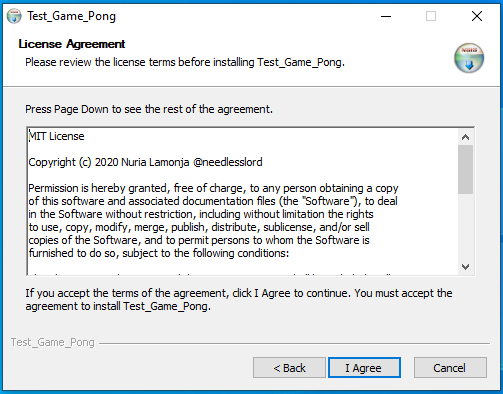 Test_Game_Pong
License Agreement
Please review the license terms before installing Test_Game_Pong.
Press Page Down to see the rest of the agreement.
MIT License
Copyright (c) 2020 Nuria Lamonja @needlesslord
Permission is hereby granted, free of charge, to any person obtaining a copy
of this software and associated documentation files (the "Software"), to deal
in the Software without restriction, including without limitation the rights
to use, copy, modify, merge, publish, distribute, sublicense, and/or sell
copies of the Software, and to permit persons to whom the Software is
furnished to do so, subject to the following conditions:
If you accept the terms of the agreement, click I Agree to continue. You must accept the
agreement to install Test_Game_Pong.
Test_Game_Pong
< Back
I Agree
Cancel